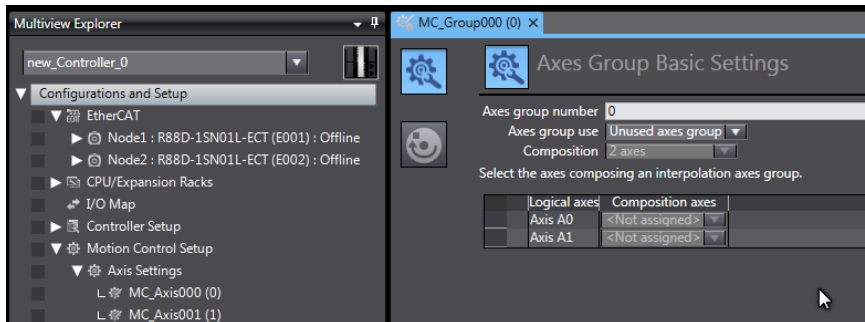 Multiview Explorer
new_Controller_0
Configurations and Setup
EtherCAT
Node1 : R88D-1SN01L-ECT (E001) : Offline
Node2 : R88D-1SN01L-ECT (E002) : Offline
CPU/Expansion Racks
I/O Map
Controller Setup
Motion Control Setup
Axis Settings
MC_Axis000 (0)
MC_Axis001 (1)
MC_Group000 (0)
Axes Group Basic Settings
Axes group number 0
Axes group use Unused axes group
Composition 2 axes
Select the axes composing an interpolation axes group.
Logical axes Composition axes
Axis A0 <Not assigned>
Axis A1 <Not assigned>